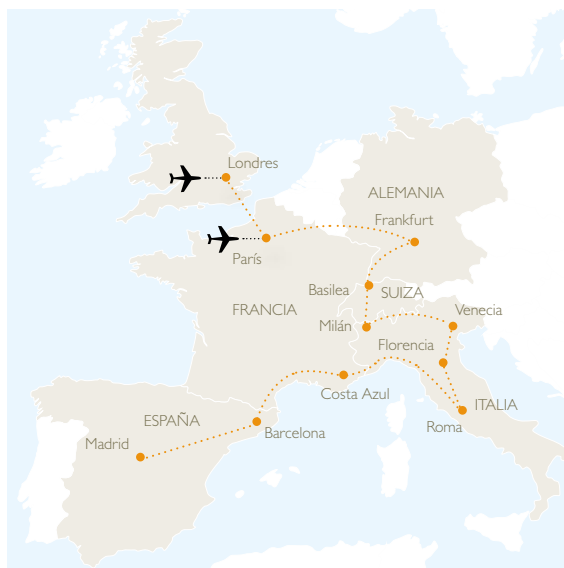 Londres
ALEMANIA
Frankfurt
París
Basilea
SUIZA
FRANCIA
Venecia
Milán
Florencia
Costa Azul
ITALIA
ESPAÑA
Roma
Barcelona
Madrid